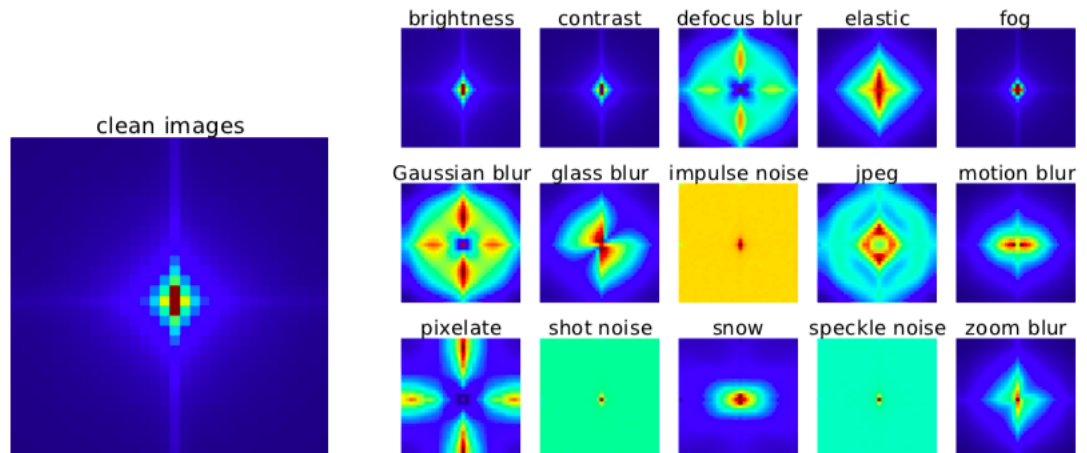 brightness contrast defocus blur elastic fog
clean images
Gaussian blur glass blur impulse noise jpeg motion blur
pixelate shot noise snow speckle noise zoom blur